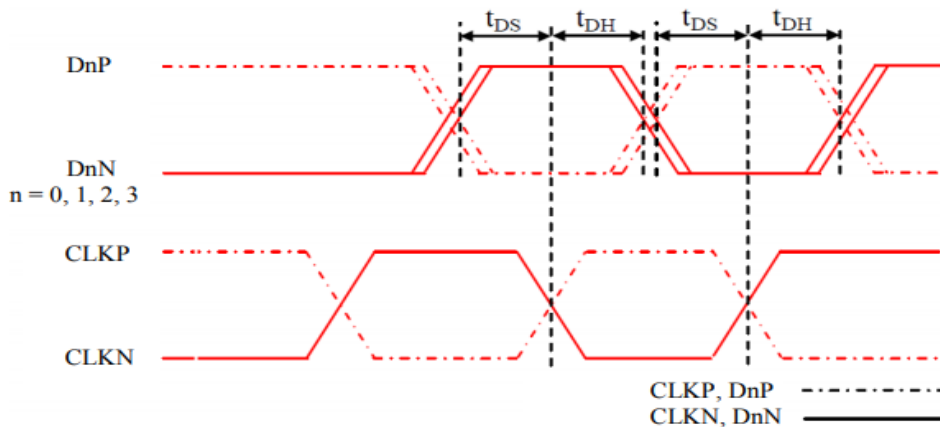 tDS tDH tDS tDH
DnP
DnN
n = 0, 1, 2, 3
CLKP
CLKN
CLKP, DnP
CLKN, DnN